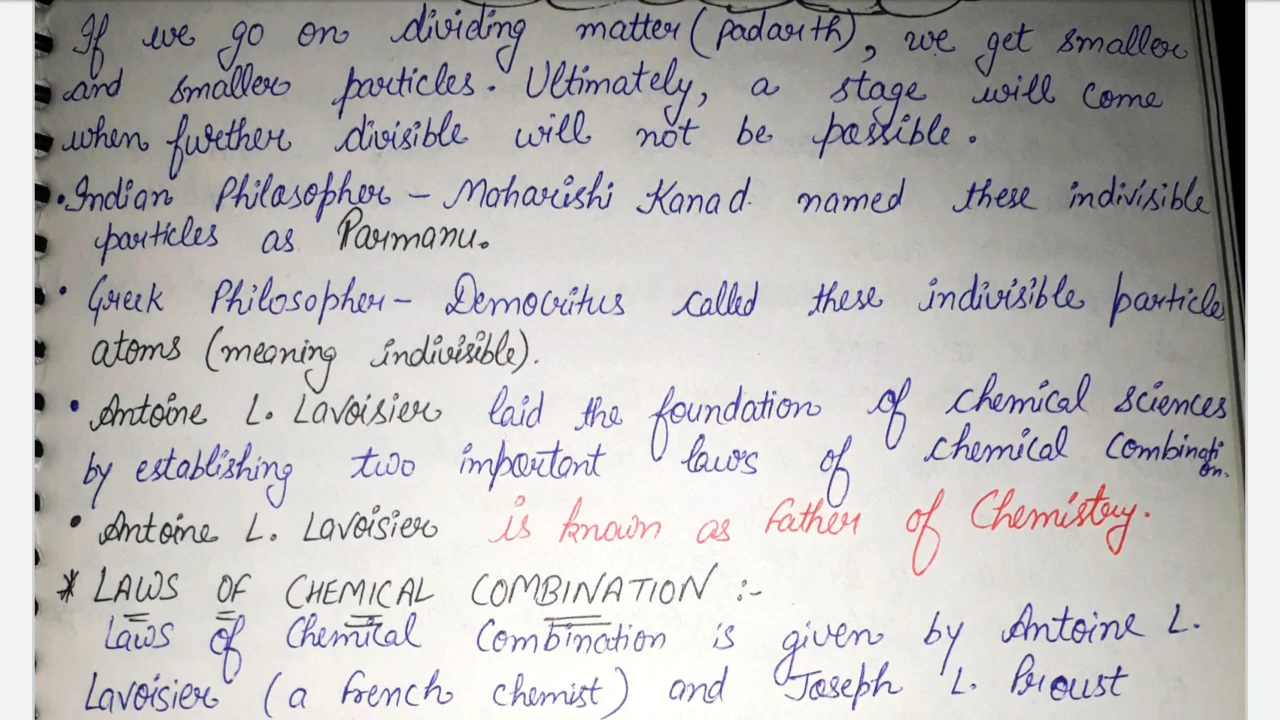 If we go on dividing matter (padarth), we get smaller
and smaller particles. Ultimately, a stage will come
when further divisible will not be possible.
• Indian Philosopher - Maharishi Kanad named these indivisible
particles as Parmanu.
• Greek Philosopher - Democritus called these indivisible particle
atoms (meaning indivisible).
• Antoine L. Lavoisier laid the foundation of chemical sciences
by establishing two important laws of chemical combination.
• Antoine L. Lavoisier is known as Father of Chemistry.
* LAWS OF CHEMICAL COMBINATION :-
Laws of Chemical Combination is given by Antoine L.
Lavoisier (a french chemist) and Joseph L. Proust